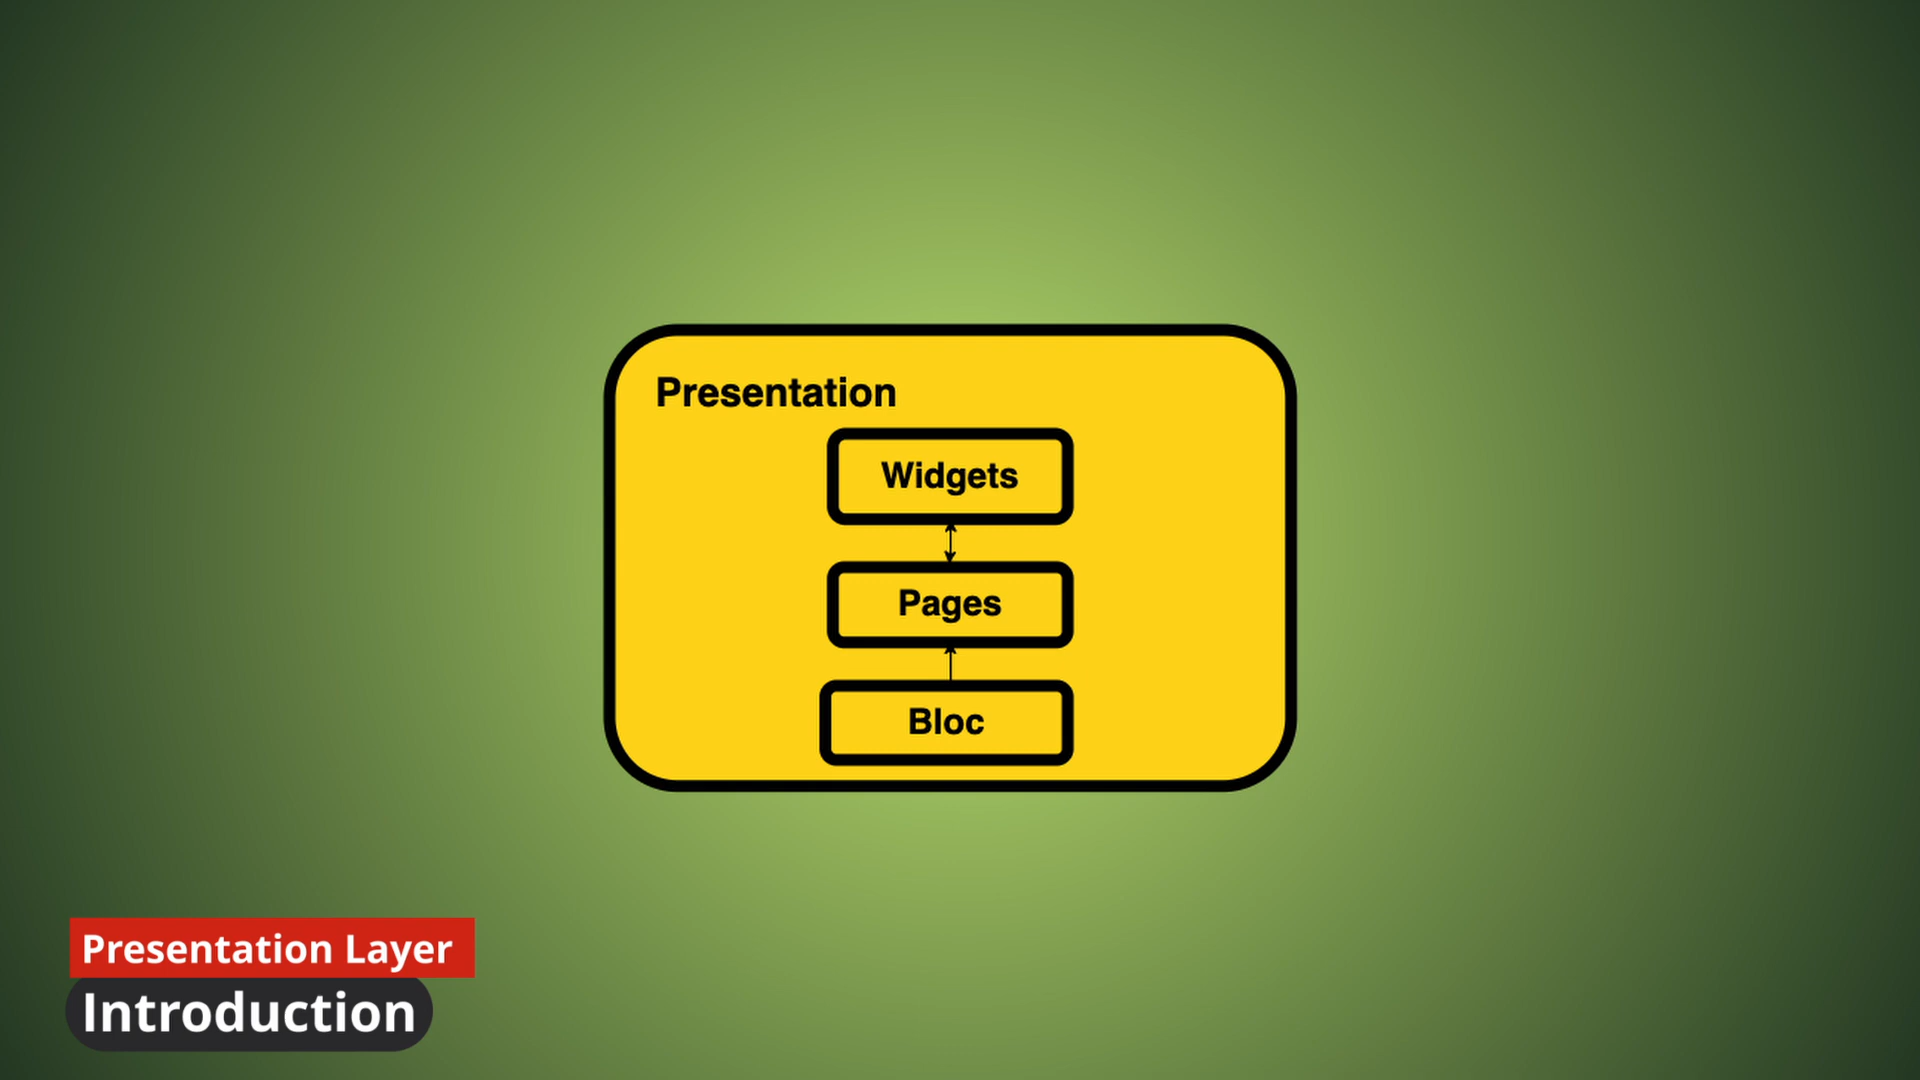 Presentation
Widgets
Pages
Bloc
Presentation Layer
Introduction